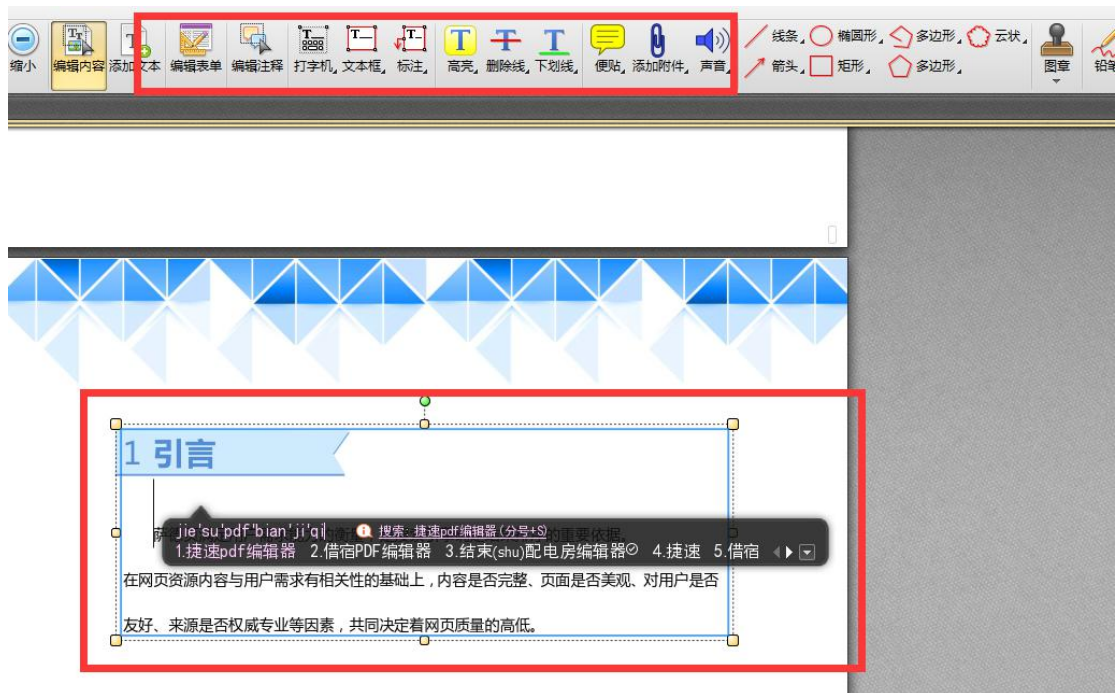 线条 椭圆形 多边形 云状
缩小 编辑内容 添加文本 编辑表单 编辑注释 打字机 文本框 标注 高亮 删除线 下划线 便贴 添加附件 声音 箭头 矩形 多边形 图章
1 引言
jie'su'pdf'bian'ji'qi 搜索: 捷速pdf编辑器(分号+S)
1.捷速pdf编辑器 2.借宿PDF编辑器 3.结束(shu)配电房编辑器 4.捷速 5.借宿
的重要依据。
在网页资源内容与用户需求有相关性的基础上，内容是否完整、页面是否美观、对用户是否
友好、来源是否权威专业等因素，共同决定着网页质量的高低。